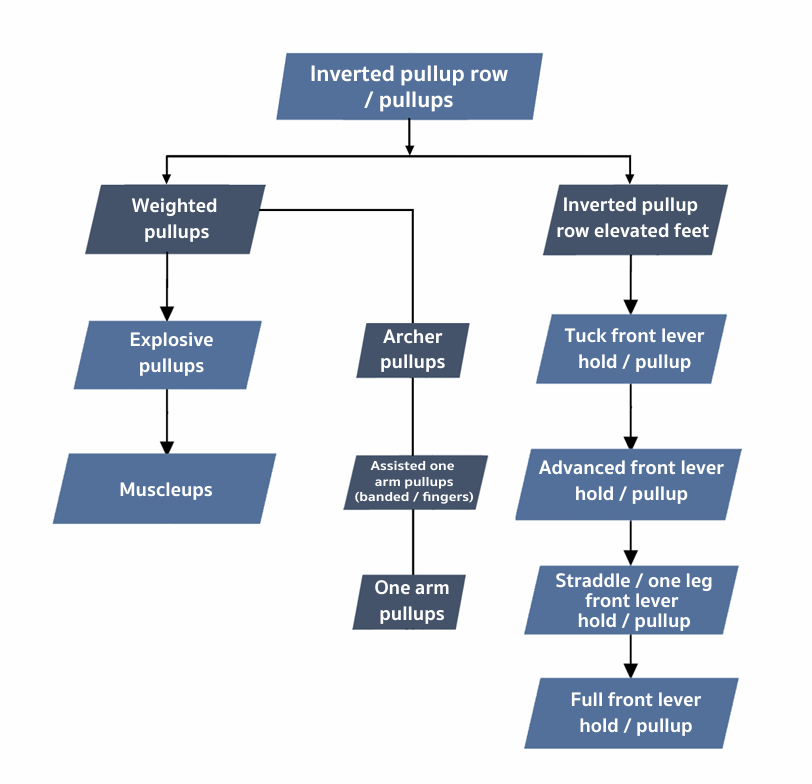 Inverted pullup row
/ pullups
Weighted
pullups
Inverted pullup
row elevated feet
Explosive
pullups
Archer
pullups
Tuck front lever
hold / pullup
Muscleups
Assisted one
arm pullups
(banded / fingers)
Advanced front lever
hold / pullup
One arm
pullups
Straddle / one leg
front lever
hold / pullup
Full front lever
hold / pullup